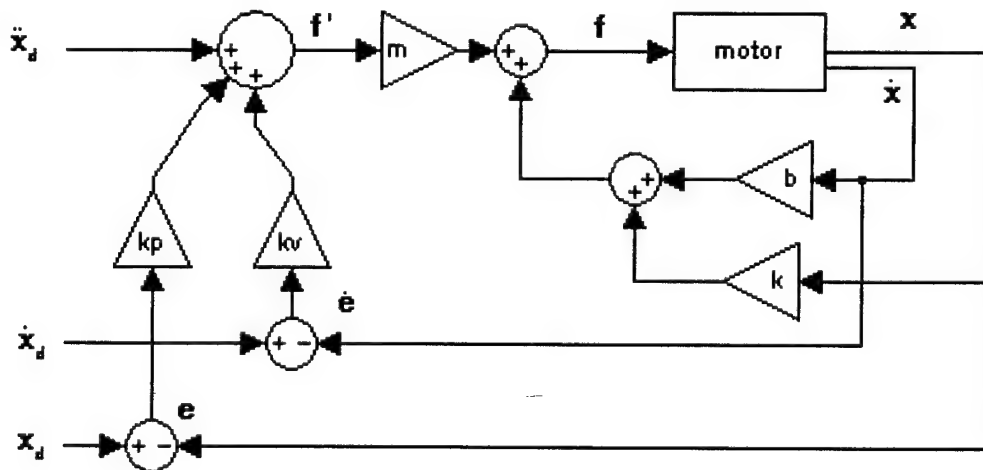 ẍd + f' m + f motor x
+ + + ẋ
+ + b
kp kv k
ẋd + − ė
xd + − e